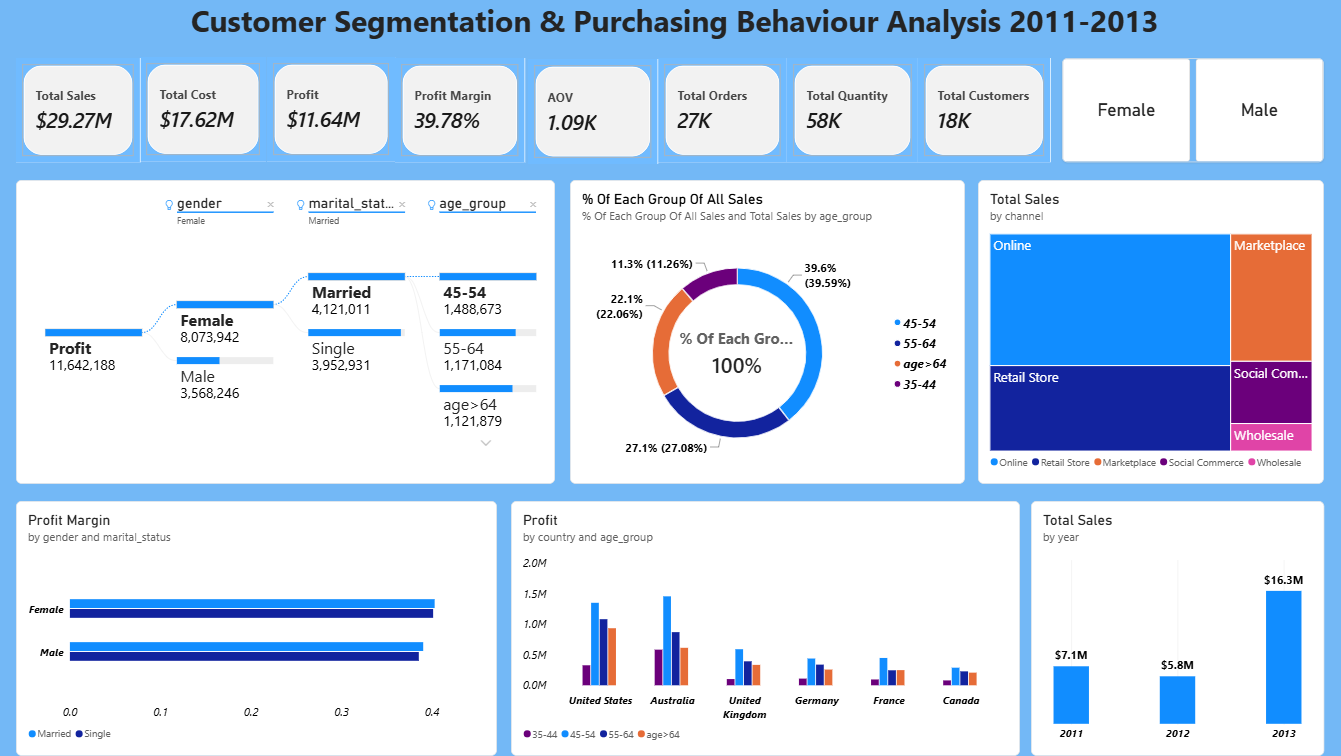 Customer Segmentation & Purchasing Behaviour Analysis 2011-2013
Total Sales
$29.27M
Total Cost
$17.62M
Profit
$11.64M
Profit Margin
39.78%
AOV
1.09K
Total Orders
27K
Total Quantity
58K
Total Customers
18K
Female
Male
gender
Female
marital_stat...
Married
age_group
Profit
11,642,188
Female
8,073,942
Male
3,568,246
Married
4,121,011
Single
3,952,931
45-54
1,488,673
55-64
1,171,084
age>64
1,121,879
% Of Each Group Of All Sales
% Of Each Group Of All Sales and Total Sales by age_group
11.3% (11.26%)
39.6%
(39.59%)
22.1%
(22.06%)
27.1% (27.08%)
% Of Each Gro...
100%
45-54
55-64
age>64
35-44
Total Sales
by channel
Online
Marketplace
Retail Store
Social Com...
Wholesale
Online Retail Store Marketplace Social Commerce Wholesale
Profit Margin
by gender and marital_status
Female
Male
0.0 0.1 0.2 0.3 0.4
Married Single
Profit
by country and age_group
2.0M
1.5M
1.0M
0.5M
0.0M
United States Australia United Kingdom Germany France Canada
35-44 45-54 55-64 age>64
Total Sales
by year
$7.1M
$5.8M
$16.3M
2011 2012 2013